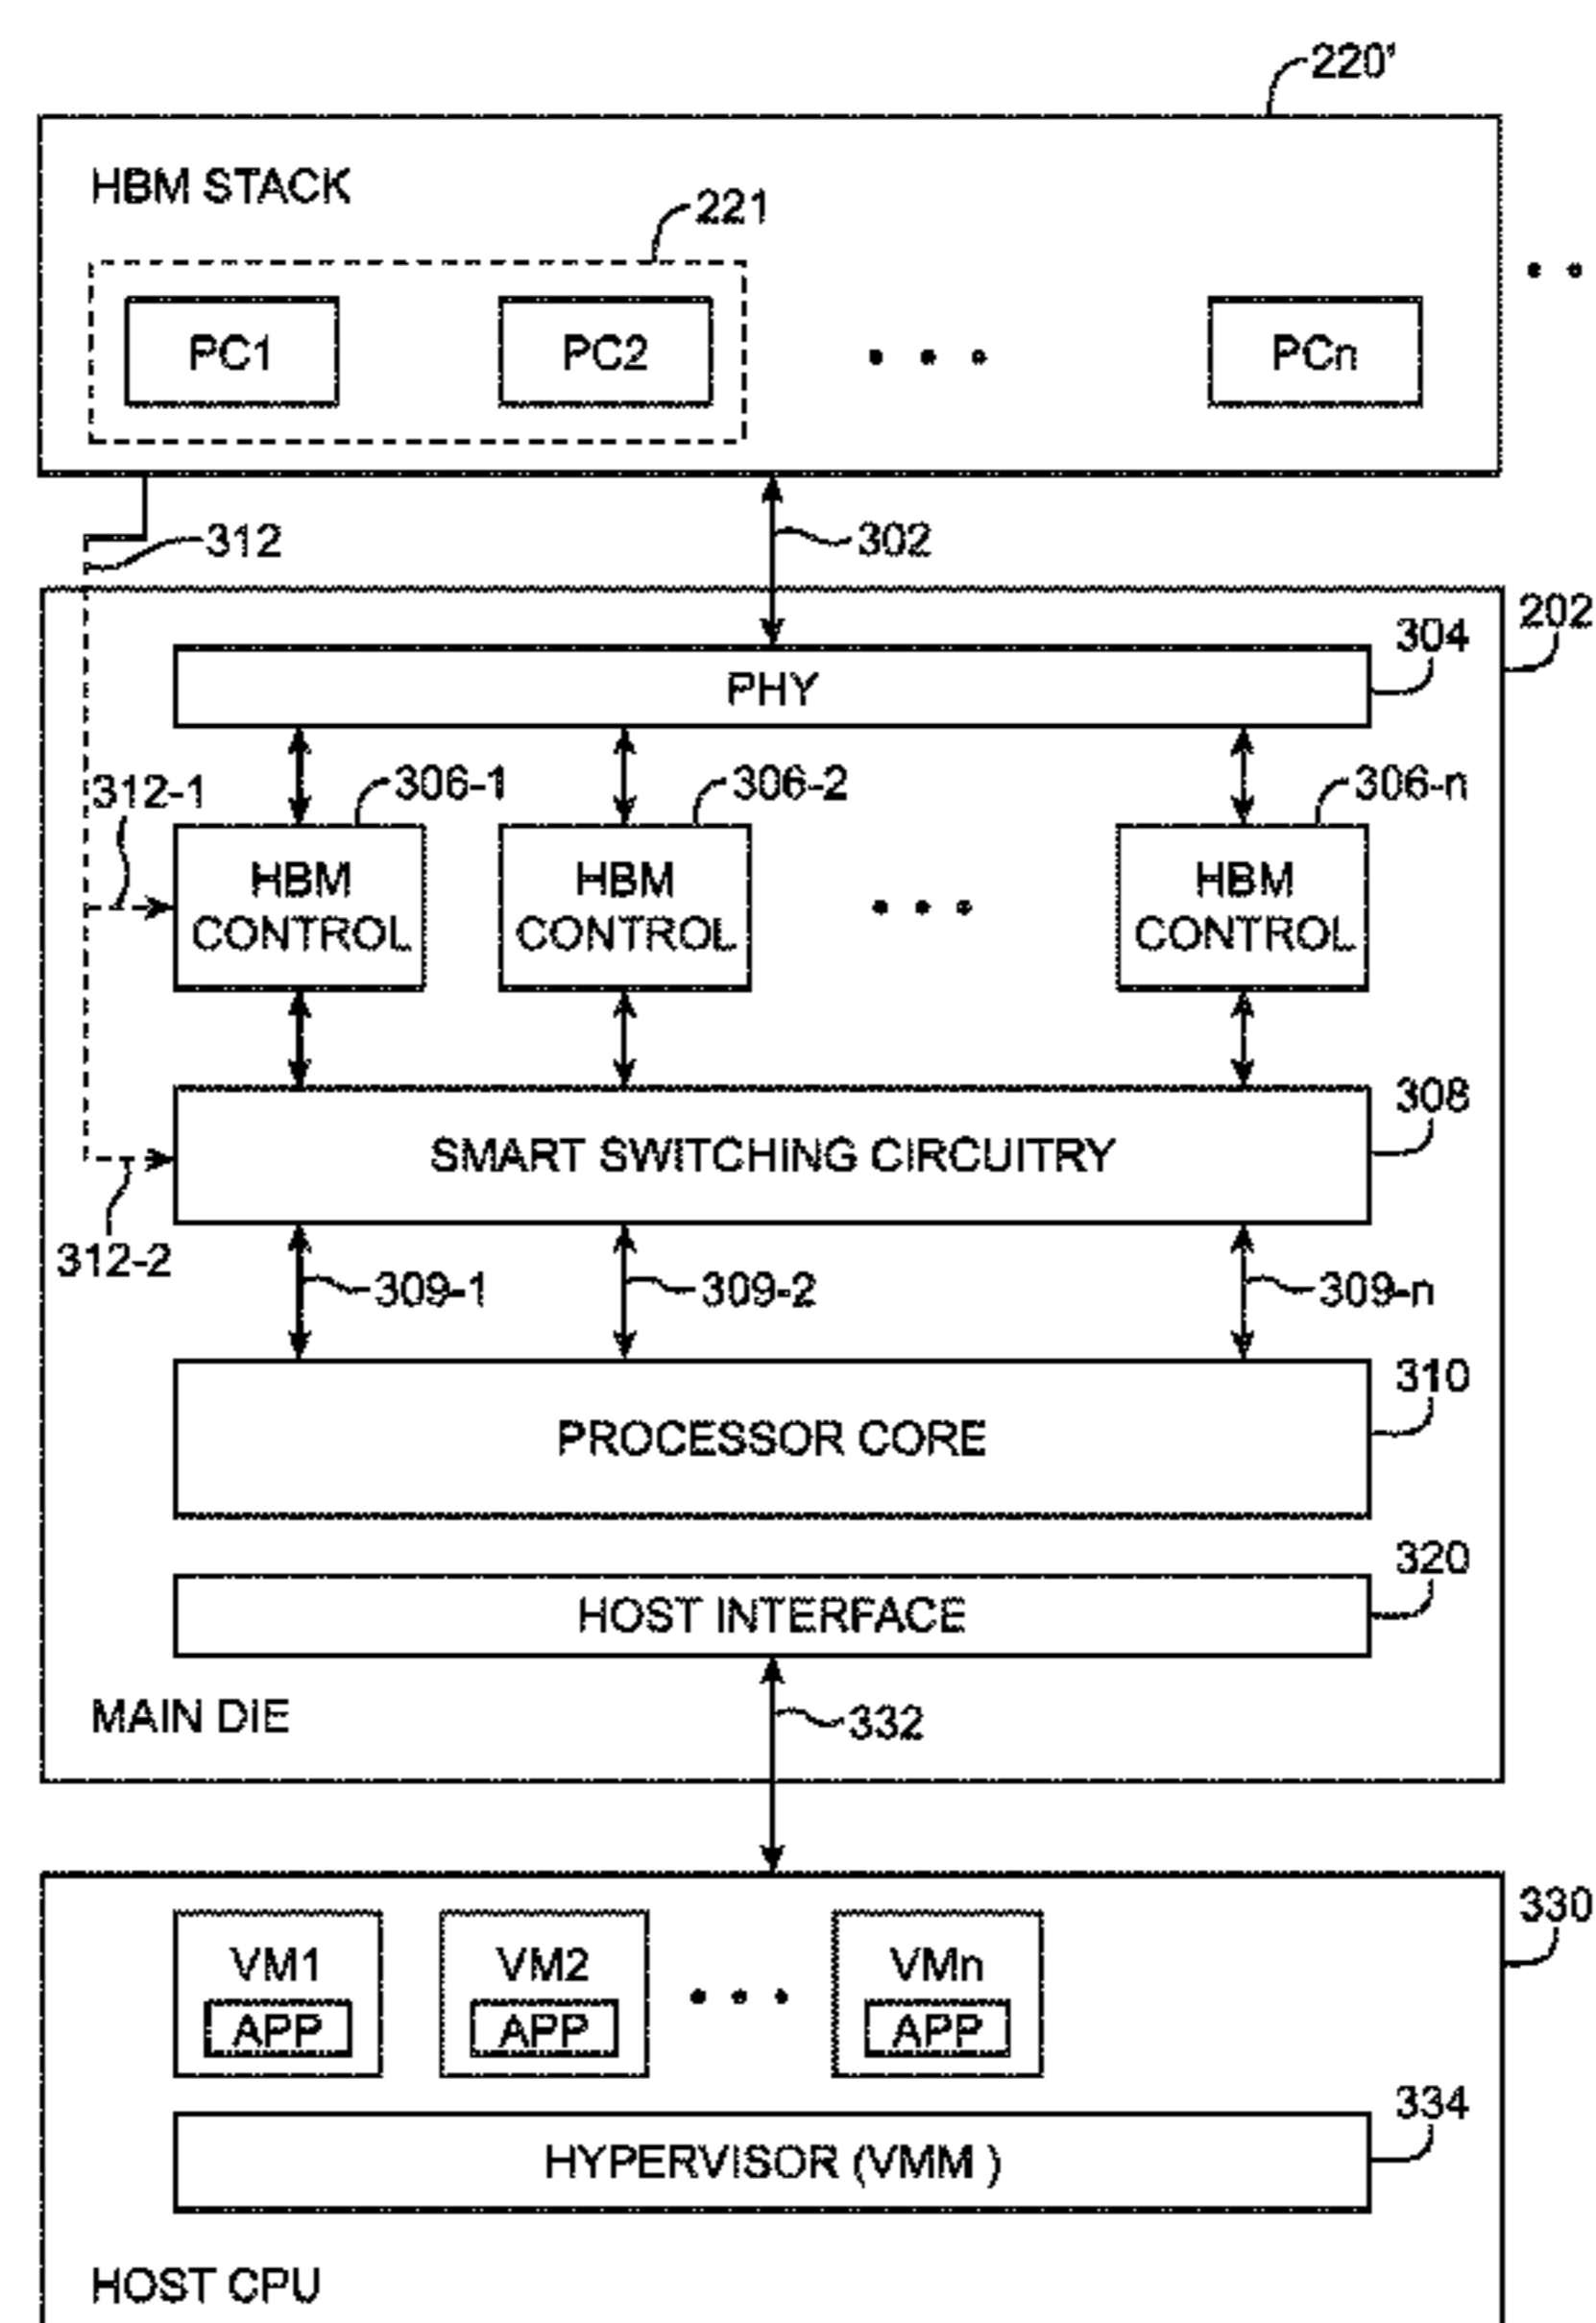 220'
HBM STACK
221
PC1 PC2 • • • PCn
312 302
202
304
PHY
312-1 306-1 306-2 306-n
HBM CONTROL HBM CONTROL • • • HBM CONTROL
308
SMART SWITCHING CIRCUITRY
312-2 309-1 309-2 309-n
310
PROCESSOR CORE
320
HOST INTERFACE
MAIN DIE 332
330
VM1 VM2 • • • VMn
APP APP APP
334
HYPERVISOR (VMM )
HOST CPU